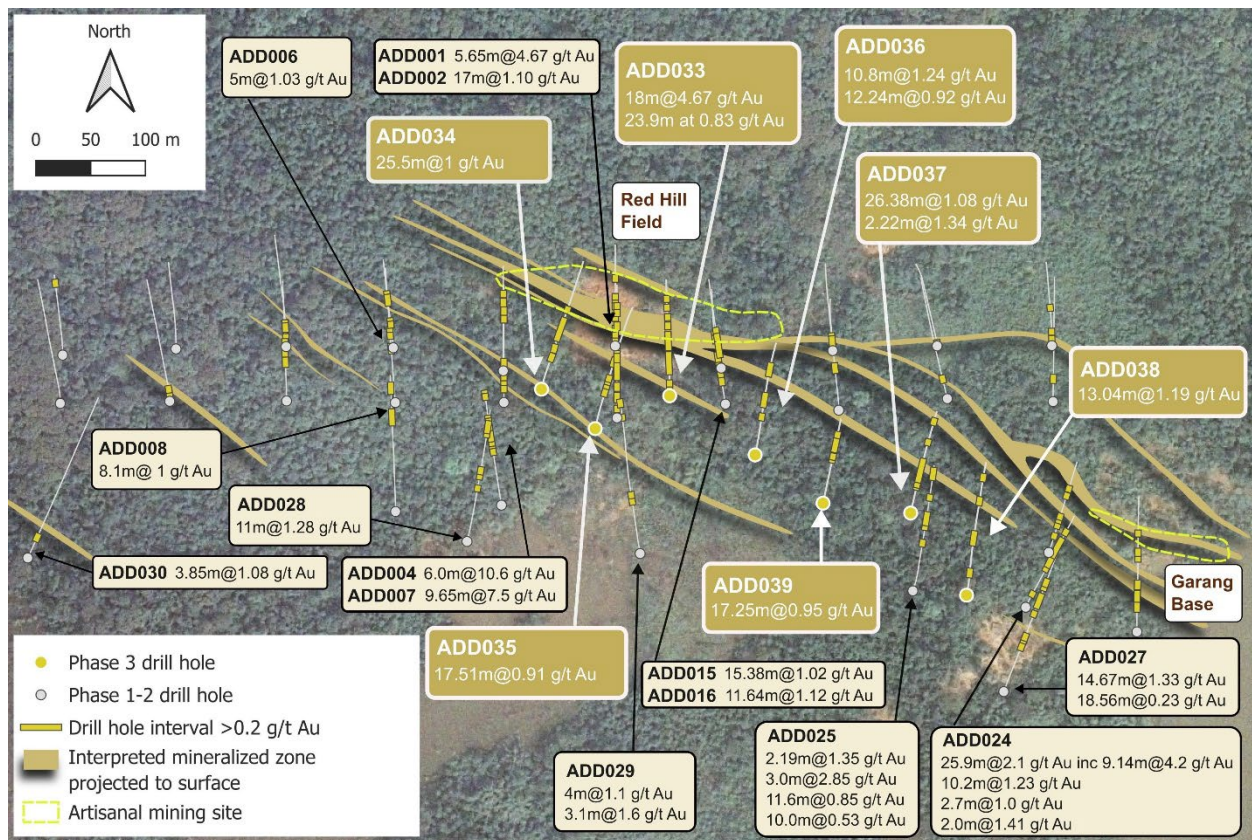 North
0 50 100 m
ADD006
5m@1.03 g/t Au
ADD001 5.65m@4.67 g/t Au
ADD002 17m@1.10 g/t Au
ADD033
18m@4.67 g/t Au
23.9m at 0.83 g/t Au
ADD036
10.8m@1.24 g/t Au
12.24m@0.92 g/t Au
ADD034
25.5m@1 g/t Au
Red Hill
Field
ADD037
26.38m@1.08 g/t Au
2.22m@1.34 g/t Au
ADD038
13.04m@1.19 g/t Au
ADD008
8.1m@ 1 g/t Au
ADD028
11m@1.28 g/t Au
ADD030 3.85m@1.08 g/t Au
ADD004 6.0m@10.6 g/t Au
ADD007 9.65m@7.5 g/t Au
ADD039
17.25m@0.95 g/t Au
Garang
Base
ADD035
17.51m@0.91 g/t Au
ADD015 15.38m@1.02 g/t Au
ADD016 11.64m@1.12 g/t Au
ADD027
14.67m@1.33 g/t Au
18.56m@0.23 g/t Au
ADD029
4m@1.1 g/t Au
3.1m@1.6 g/t Au
ADD025
2.19m@1.35 g/t Au
3.0m@2.85 g/t Au
11.6m@0.85 g/t Au
10.0m@0.53 g/t Au
ADD024
25.9m@2.1 g/t Au inc 9.14m@4.2 g/t Au
10.2m@1.23 g/t Au
2.7m@1.0 g/t Au
2.0m@1.41 g/t Au
Phase 3 drill hole
Phase 1-2 drill hole
Drill hole interval >0.2 g/t Au
Interpreted mineralized zone
projected to surface
Artisanal mining site